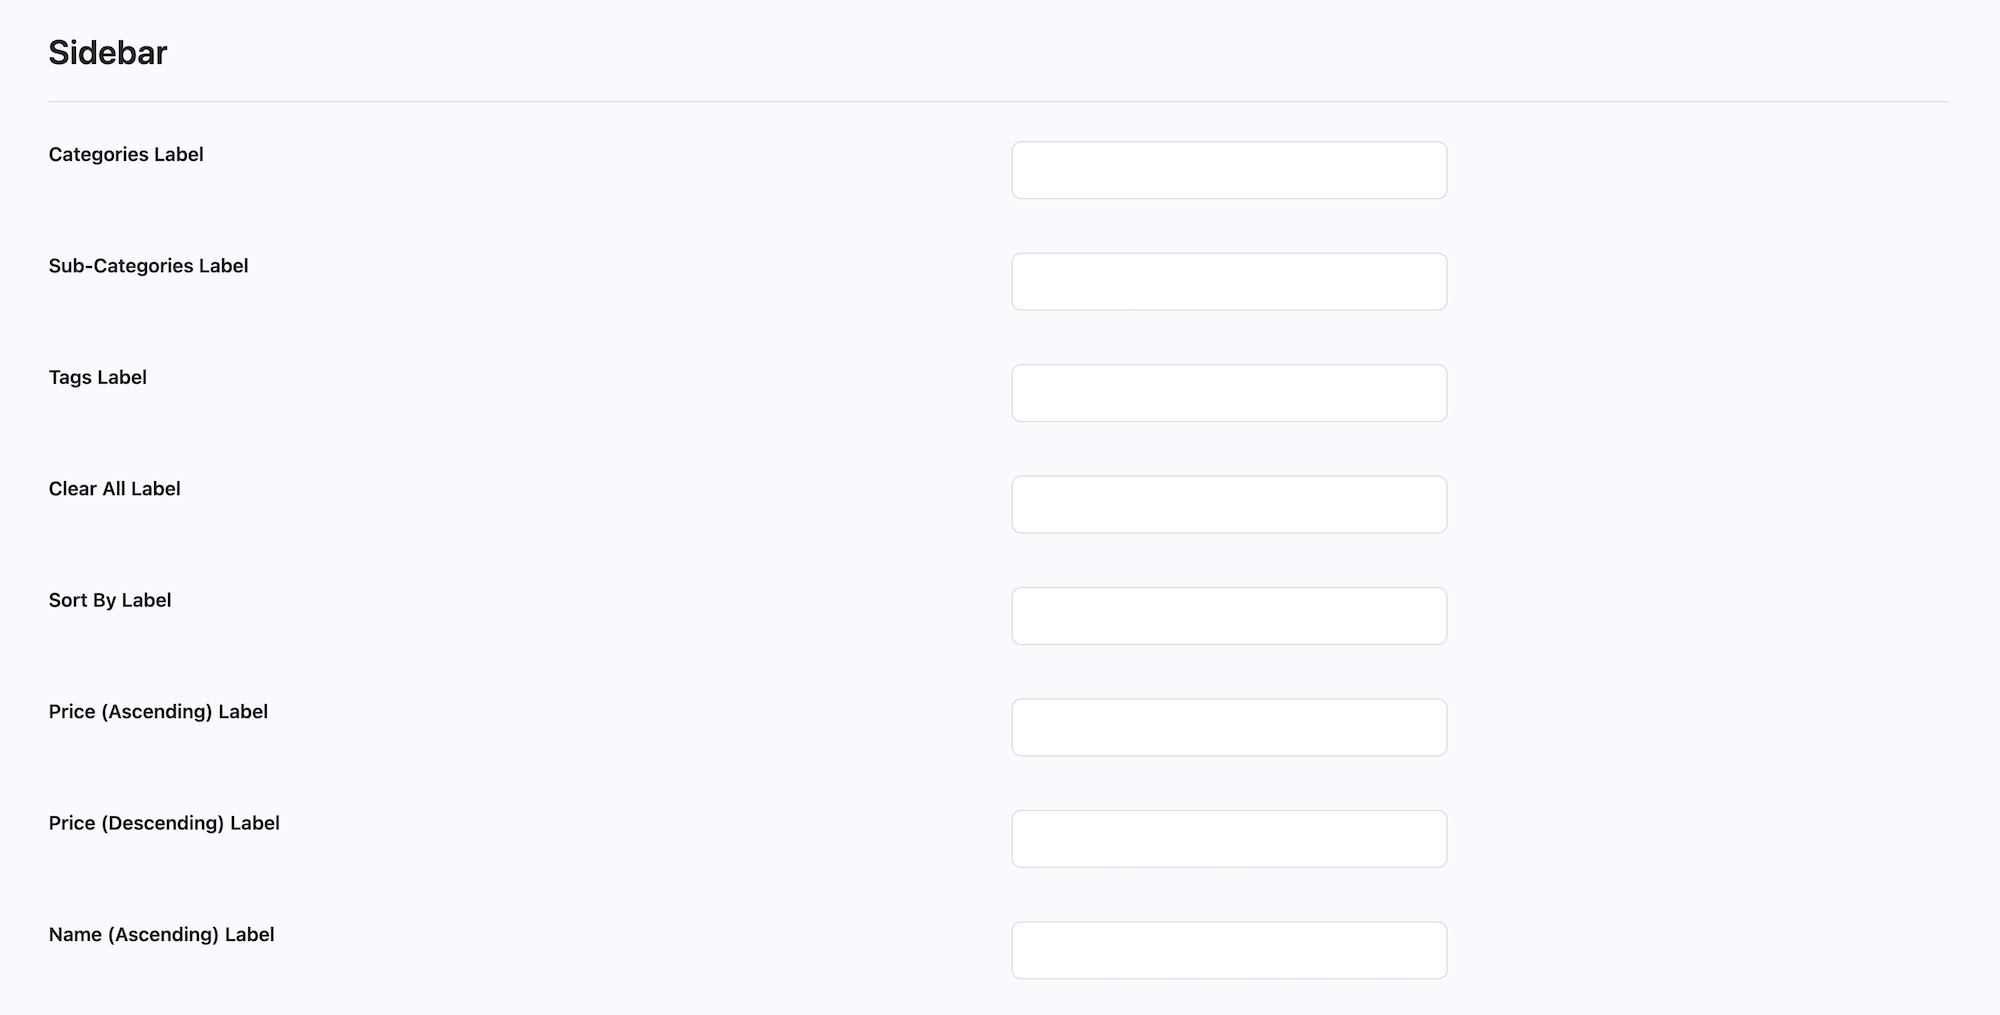 Sidebar
Categories Label
Sub-Categories Label
Tags Label
Clear All Label
Sort By Label
Price (Ascending) Label
Price (Descending) Label
Name (Ascending) Label